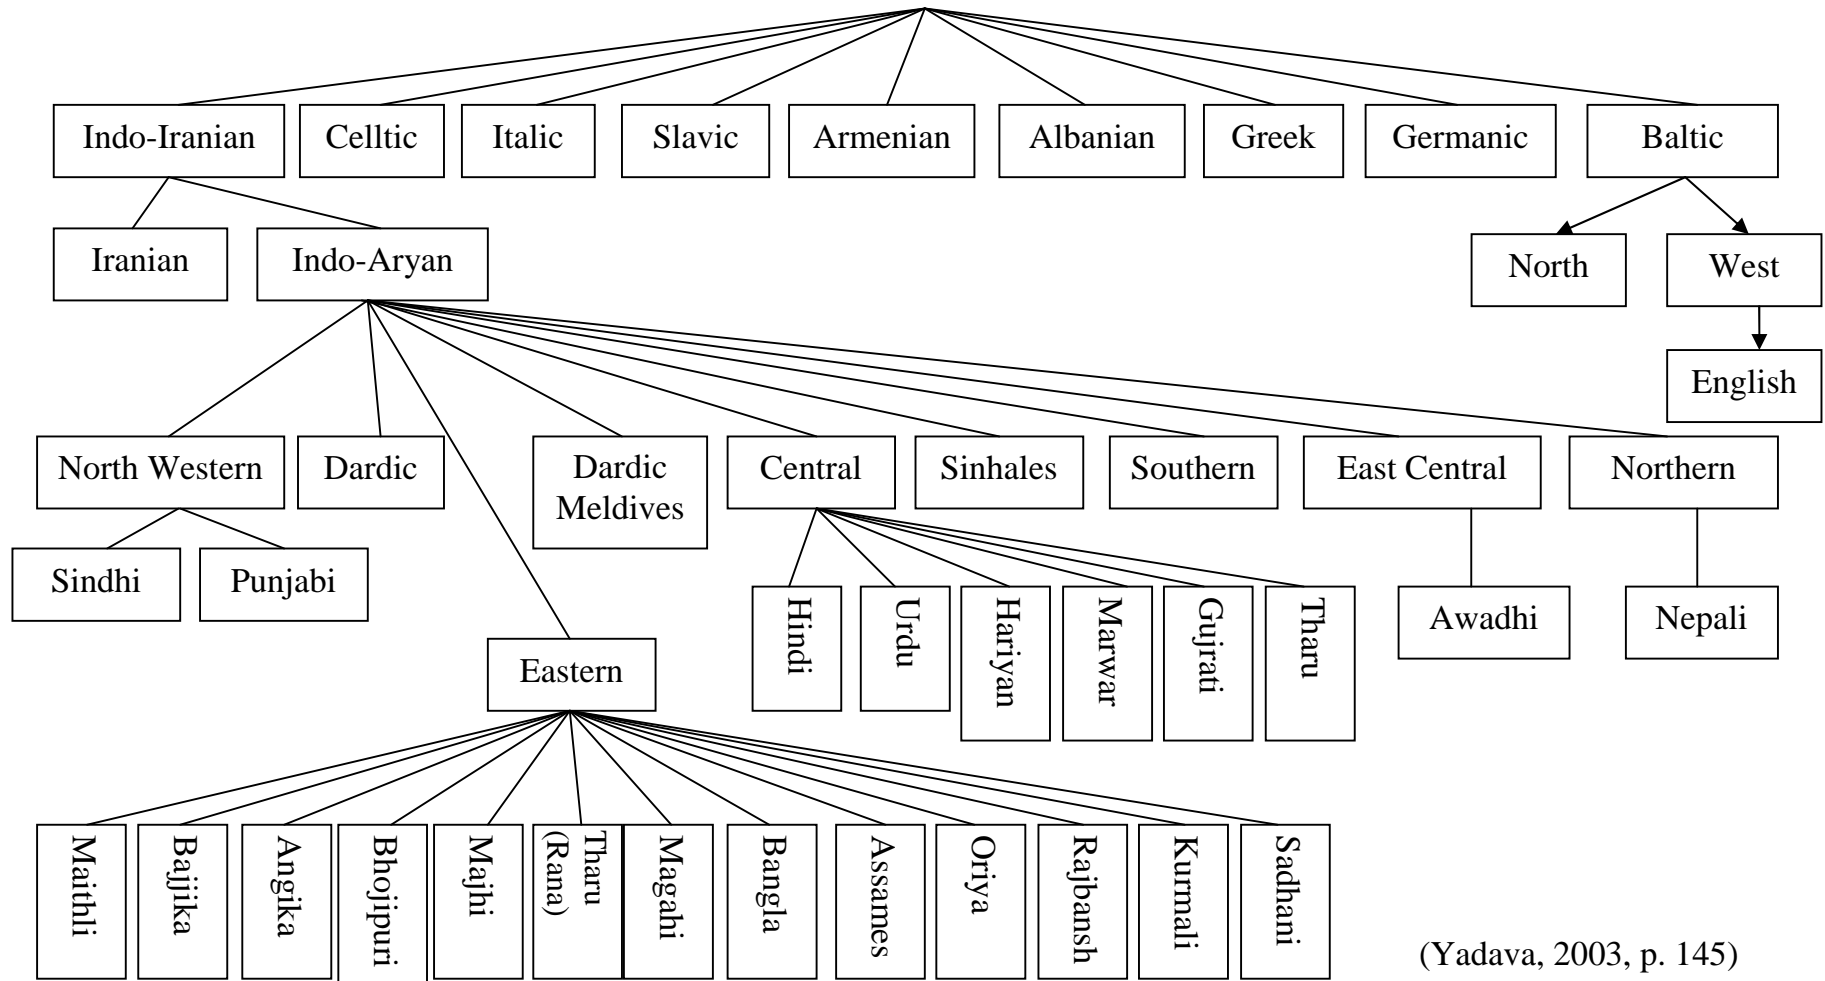 Indo-Iranian
Celltic
Italic
Slavic
Armenian
Albanian
Greek
Germanic
Baltic
Iranian
Indo-Aryan
North
West
English
North Western
Dardic
Dardic
Meldives
Central
Sinhales
Southern
East Central
Northern
Sindhi
Punjabi
Hindi
Urdu
Hariyan
Marwar
Gujrati
Tharu
Awadhi
Nepali
Eastern
Maithli
Bajjika
Angika
Bhojipuri
Majhi
Tharu
(Rana)
Magahi
Bangla
Assames
Oriya
Rajbansh
Kurmali
Sadhani
(Yadava, 2003, p. 145)